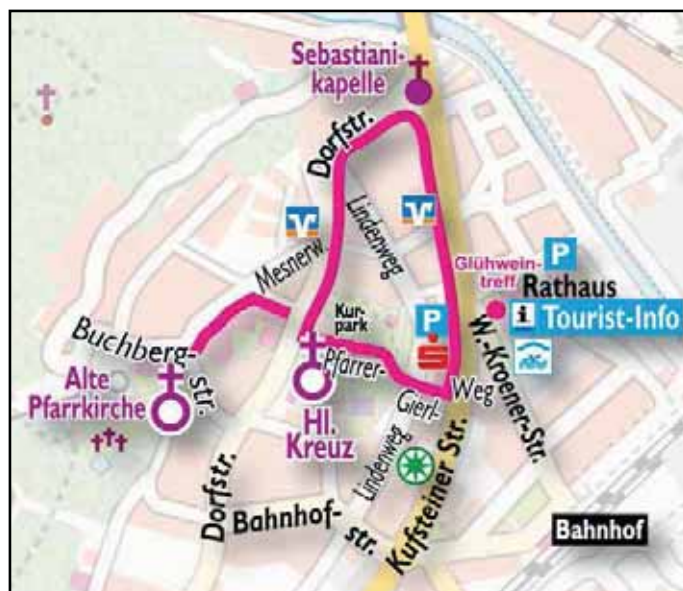 Sebastiani-
kapelle
Dorfstr.
Lindenweg
Mesnerw.
Glühwein-
treff
P
Rathaus
i Tourist-Info
Kur-
park
P
Buchberg-
str.
Pfarrer-
Gierl-
Weg
W.-Kroener-Str.
Alte
Pfarrkirche
Hl.
Kreuz
Lindenweg
Kufsteiner Str.
Dorfstr.
Bahnhof-
str.
Bahnhof